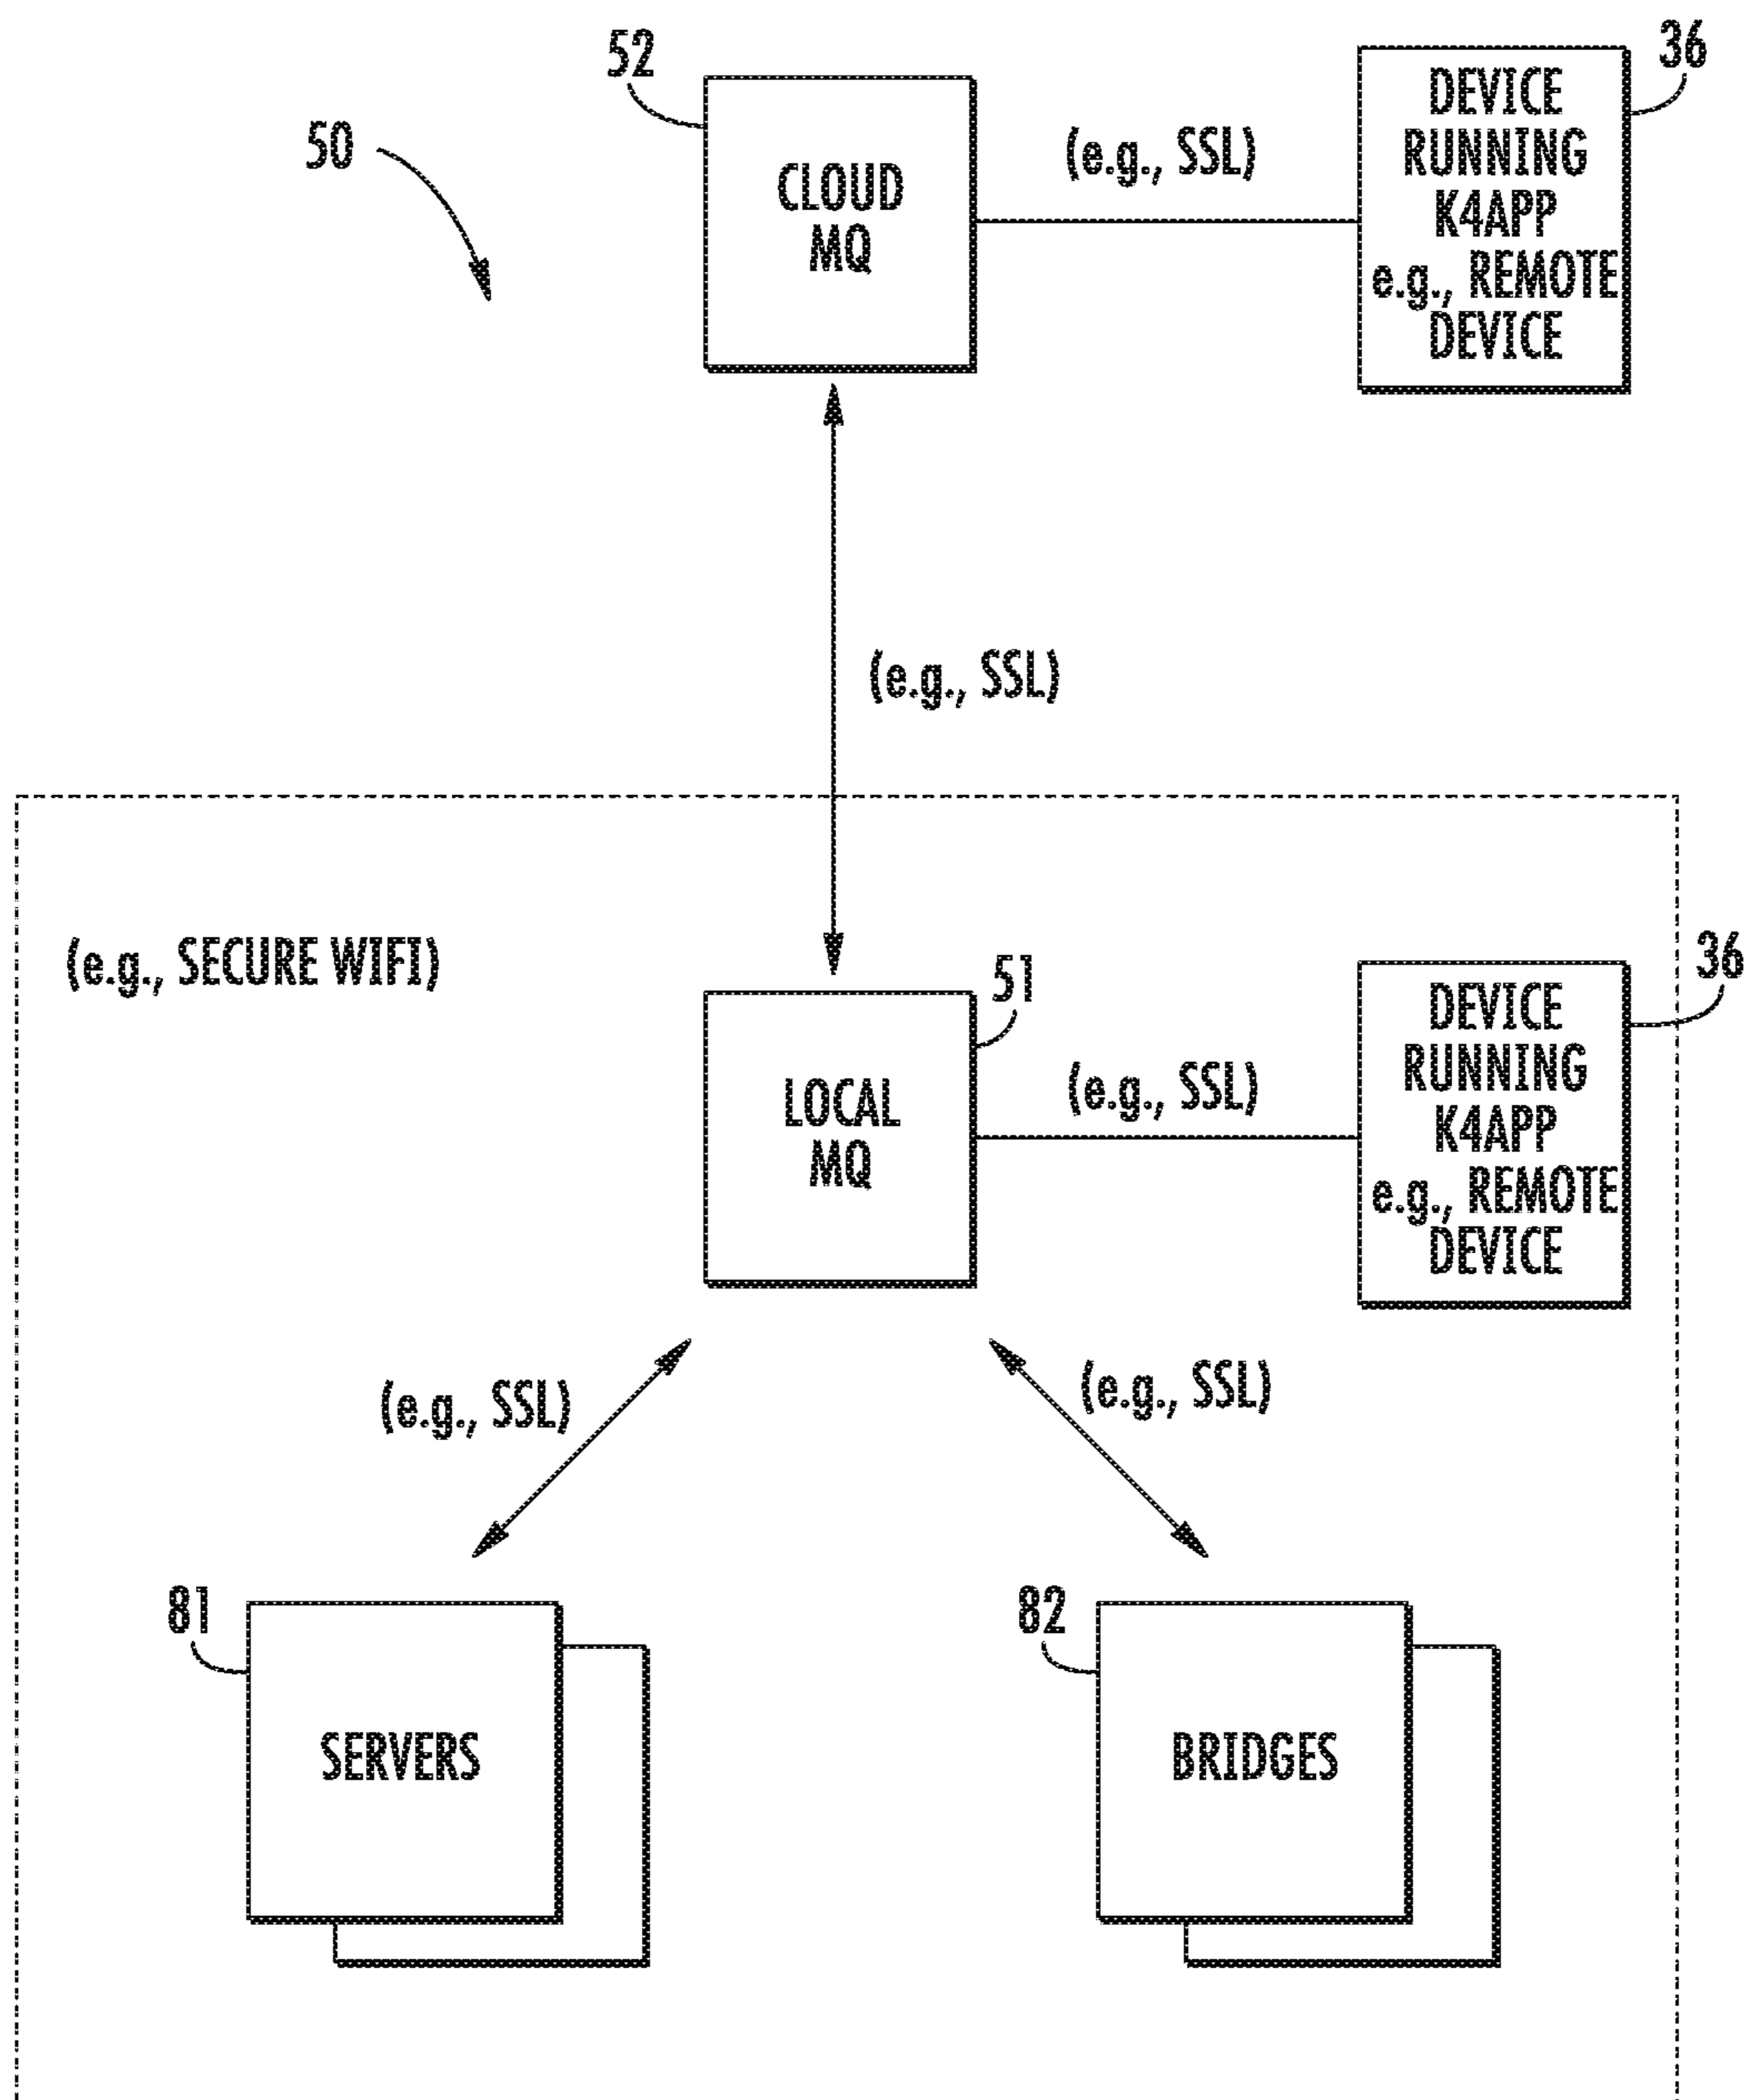 52
36
50
CLOUD
MQ
(e.g., SSL)
DEVICE
RUNNING
K4APP
e.g., REMOTE
DEVICE
(e.g., SSL)
(e.g., SECURE WIFI)
51
36
LOCAL
MQ
(e.g., SSL)
DEVICE
RUNNING
K4APP
e.g., REMOTE
DEVICE
(e.g., SSL)
(e.g., SSL)
81
82
SERVERS
BRIDGES